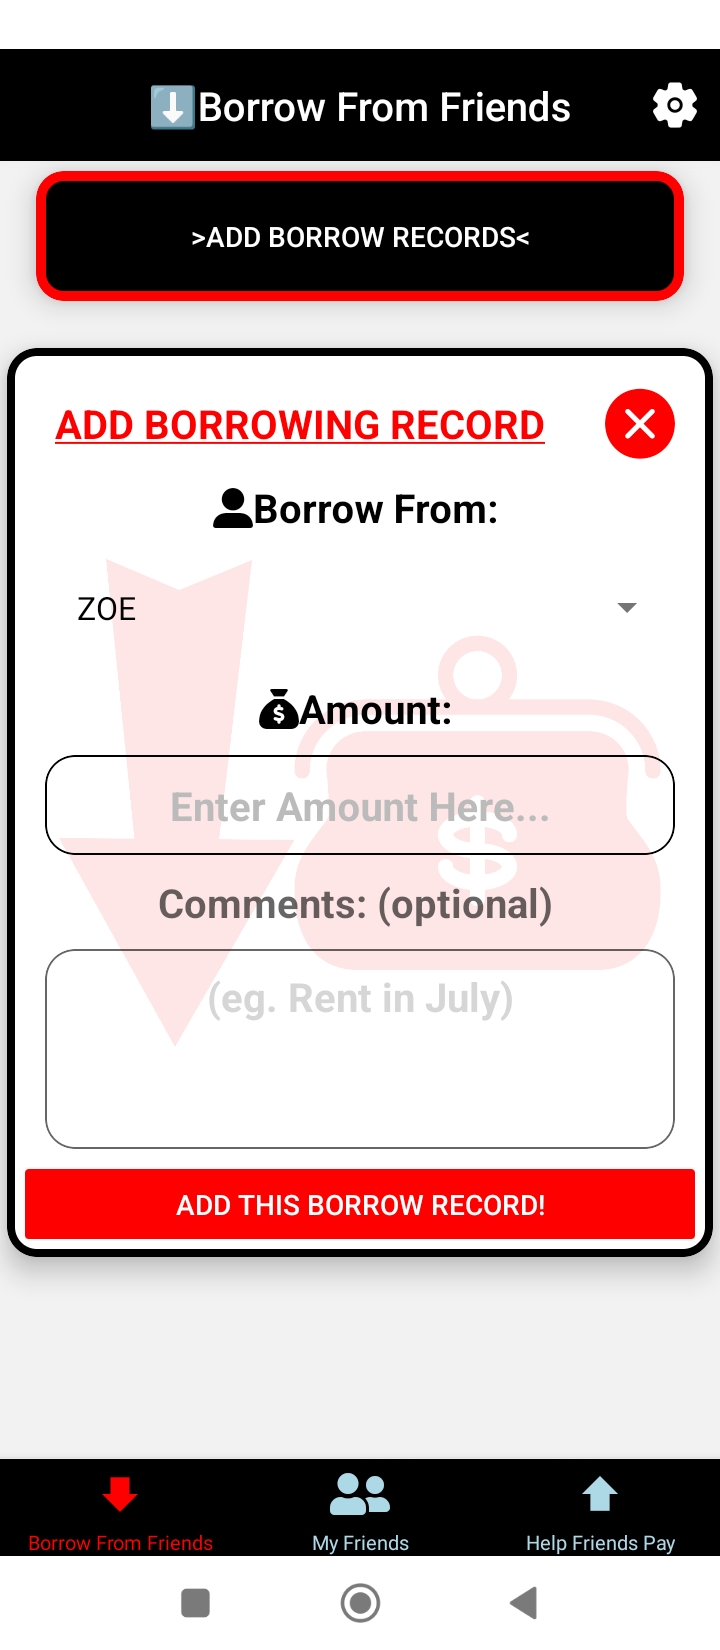 ⬇️Borrow From Friends
>ADD BORROW RECORDS<
ADD BORROWING RECORD
Borrow From:
ZOE
Amount:
Enter Amount Here...
Comments: (optional)
(eg. Rent in July)
ADD THIS BORROW RECORD!
Borrow From Friends
My Friends
Help Friends Pay